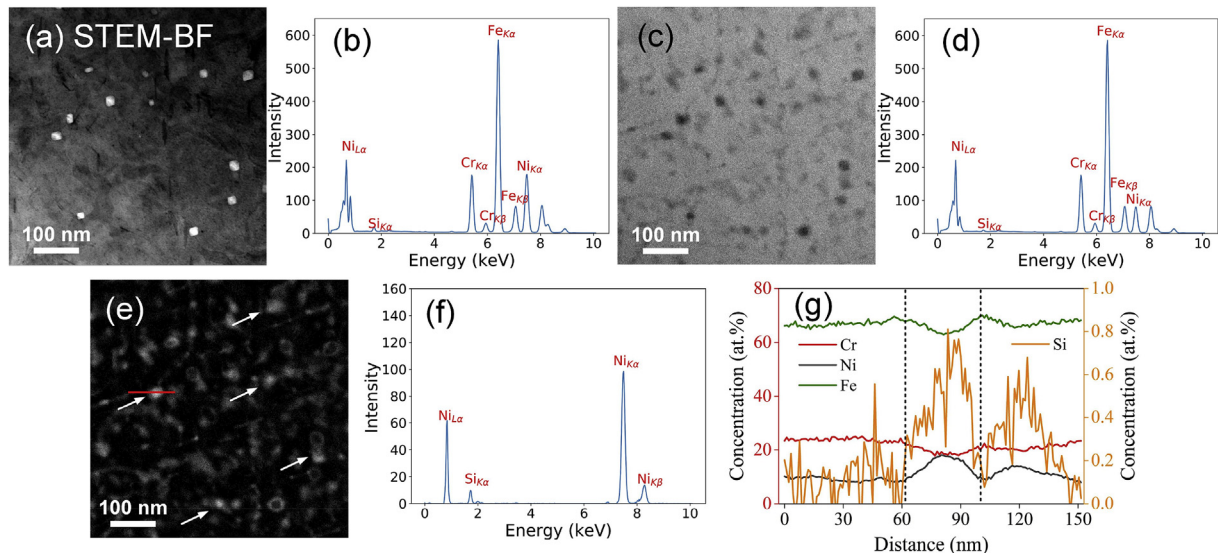 (a) STEM-BF
100 nm
(b)
Intensity
600
500
400
300
200
100
0
Ni Lα
Si Kα
Cr Kα
Cr Kβ
Fe Kα
Fe Kβ
Ni Kα
0 2 4 6 8 10
Energy (keV)
(c)
100 nm
(d)
Intensity
600
500
400
300
200
100
0
Ni Lα
Si Kα
Cr Kα
Cr Kβ
Fe Kα
Fe Kβ
Ni Kα
0 2 4 6 8 10
Energy (keV)
(e)
100 nm
(f)
Intensity
160
140
120
100
80
60
40
20
0
Ni Lα
Si Kα
Ni Kα
Ni Kβ
0 2 4 6 8 10
Energy (keV)
(g)
Concentration (at.%)
80
60
40
20
0
Cr
Ni
Fe
Si
1.0
0.8
0.6
0.4
0.2
0.0
Concentration (at.%)
0 30 60 90 120 150
Distance (nm)